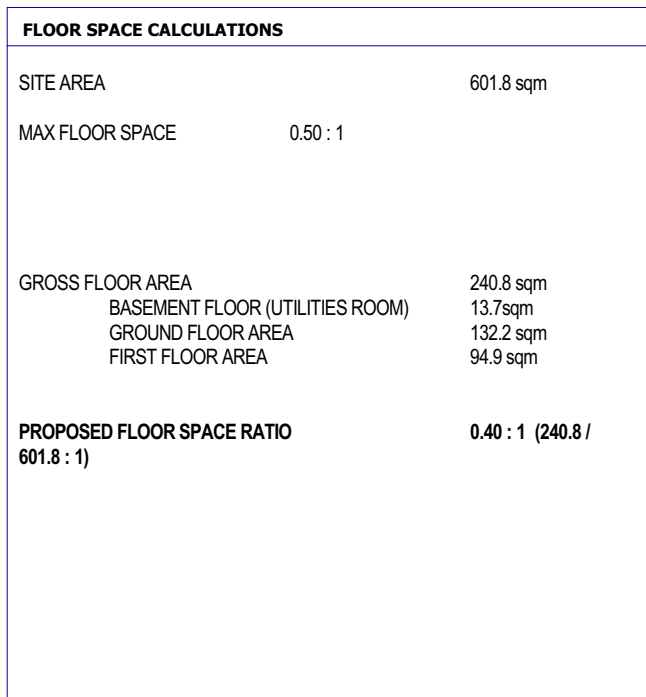 FLOOR SPACE CALCULATIONS
SITE AREA 601.8 sqm
MAX FLOOR SPACE 0.50 : 1
GROSS FLOOR AREA 240.8 sqm
BASEMENT FLOOR (UTILITIES ROOM) 13.7sqm
GROUND FLOOR AREA 132.2 sqm
FIRST FLOOR AREA 94.9 sqm
PROPOSED FLOOR SPACE RATIO 0.40 : 1 (240.8 /
601.8 : 1)